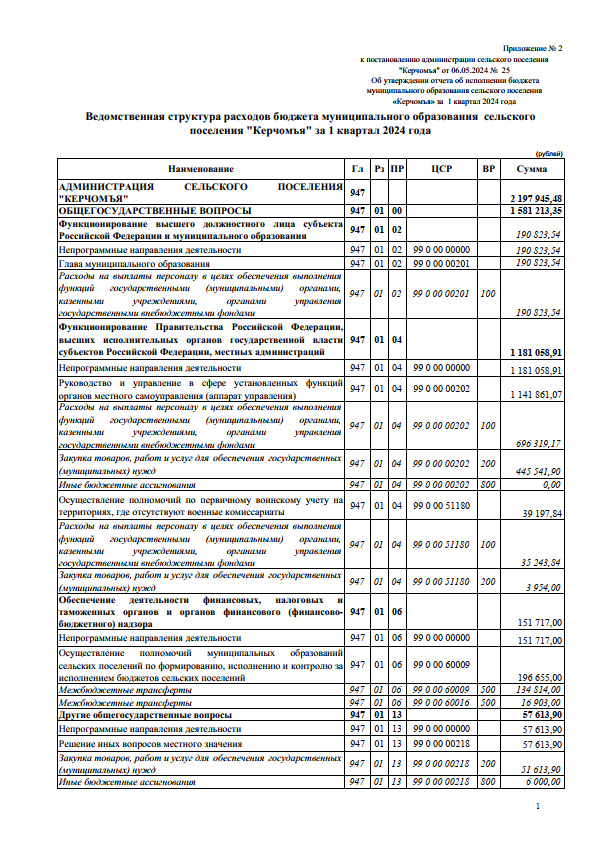 Приложение № 2
к постановлению администрации сельского поселения
"Керчомъя" от 06.05.2024 № 25
Об утверждении отчета об исполнении бюджета
муниципального образования сельского поселения
«Керчомъя» за 1 квартал 2024 года
Ведомственная структура расходов бюджета муниципального образования сельского
поселения "Керчомъя" за 1 квартал 2024 года
(рублей)
Наименование Гл Рз ПР ЦСР ВР Сумма
АДМИНИСТРАЦИЯ СЕЛЬСКОГО ПОСЕЛЕНИЯ
"КЕРЧОМЪЯ" 947 2 197 945,48
ОБЩЕГОСУДАРСТВЕННЫЕ ВОПРОСЫ 947 01 00 1 581 213,35
Функционирование высшего должностного лица субъекта
Российской Федерации и муниципального образования 947 01 02 190 823,54
Непрограммные направления деятельности 947 01 02 99 0 00 00000 190 823,54
Глава муниципального образования 947 01 02 99 0 00 00201 190 823,54
Расходы на выплаты персоналу в целях обеспечения выполнения
функций государственными (муниципальными) органами,
казенными учреждениями, органами управления
государственными внебюджетными фондами 947 01 02 99 0 00 00201 100 190 823,54
Функционирование Правительства Российской Федерации,
высших исполнительных органов государственной власти
субъектов Российской Федерации, местных администраций 947 01 04 1 181 058,91
Непрограммные направления деятельности 947 01 04 99 0 00 00000 1 181 058,91
Руководство и управление в сфере установленных функций
органов местного самоуправления (аппарат управления) 947 01 04 99 0 00 00202 1 141 861,07
Расходы на выплаты персоналу в целях обеспечения выполнения
функций государственными (муниципальными) органами,
казенными учреждениями, органами управления
государственными внебюджетными фондами 947 01 04 99 0 00 00202 100 696 319,17
Закупка товаров, работ и услуг для обеспечения государственных
(муниципальных) нужд 947 01 04 99 0 00 00202 200 445 541,90
Иные бюджетные ассигнования 947 01 04 99 0 00 00202 800 0,00
Осуществление полномочий по первичному воинскому учету на
территориях, где отсутствуют военные комиссариаты 947 01 04 99 0 00 51180 39 197,84
Расходы на выплаты персоналу в целях обеспечения выполнения
функций государственными (муниципальными) органами,
казенными учреждениями, органами управления
государственными внебюджетными фондами 947 01 04 99 0 00 51180 100 35 243,84
Закупка товаров, работ и услуг для обеспечения государственных
(муниципальных) нужд 947 01 04 99 0 00 51180 200 3 954,00
Обеспечение деятельности финансовых, налоговых и
таможенных органов и органов финансового (финансово-
бюджетного) надзора 947 01 06 151 717,00
Непрограммные направления деятельности 947 01 06 99 0 00 00000 151 717,00
Осуществление полномочий муниципальных образований
сельских поселений по формированию, исполнению и контролю за
исполнением бюджетов сельских поселений 947 01 06 99 0 00 60009 196 655,00
Межбюджетные трансферты 947 01 06 99 0 00 60009 500 134 814,00
Межбюджетные трансферты 947 01 06 99 0 00 60016 500 16 903,00
Другие общегосударственные вопросы 947 01 13 57 613,90
Непрограммные направления деятельности 947 01 13 99 0 00 00000 57 613,90
Решение иных вопросов местного значения 947 01 13 99 0 00 00218 57 613,90
Закупка товаров, работ и услуг для обеспечения государственных
(муниципальных) нужд 947 01 13 99 0 00 00218 200 51 613,90
Иные бюджетные ассигнования 947 01 13 99 0 00 00218 800 6 000,00
1